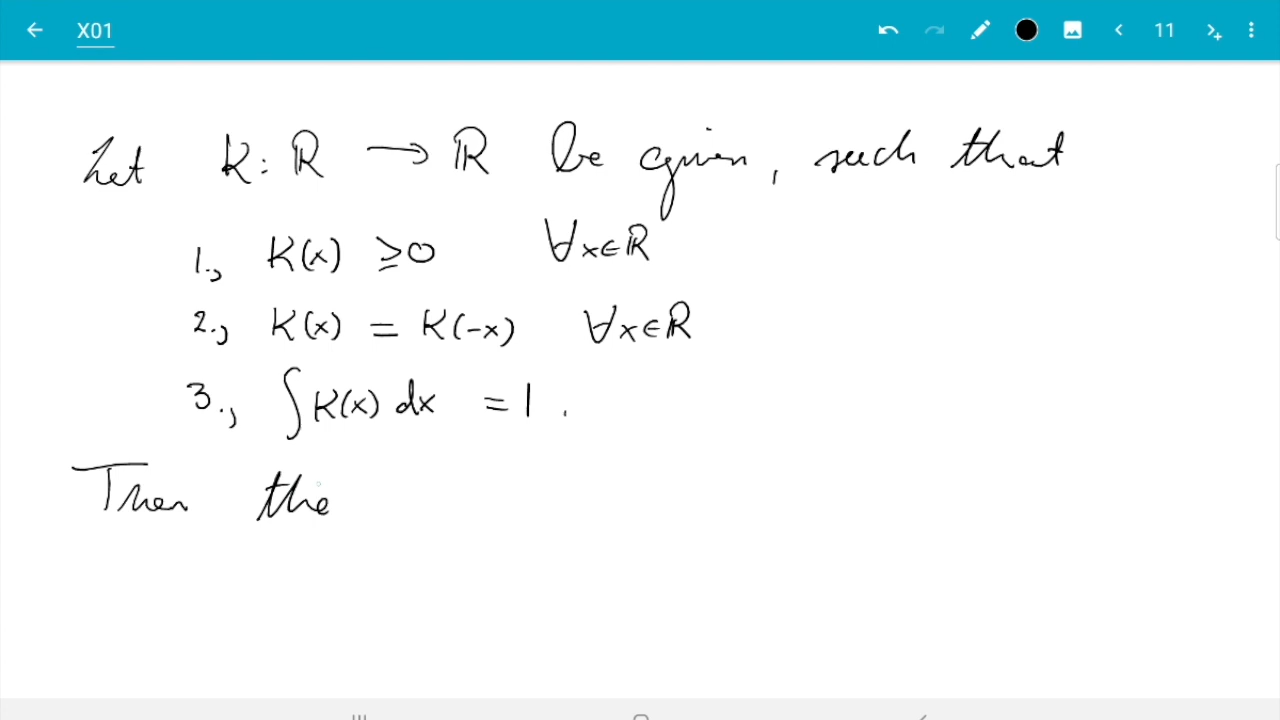 X01
11
Let K: ℝ → ℝ be given, such that
1., K(x) ≥ 0 ∀x∈ℝ
2., K(x) = K(-x) ∀x∈ℝ
3., ∫K(x) dx = 1.
Then the